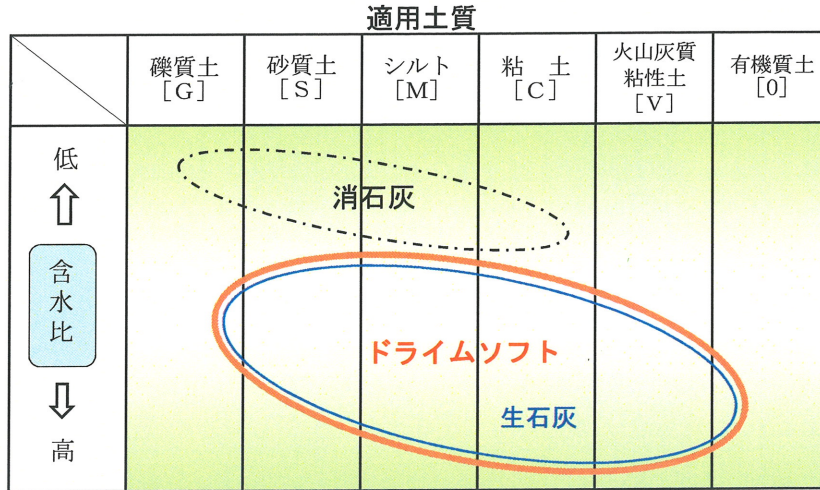 適用土質
礫質土
[G]
砂質土
[S]
シルト
[M]
粘　土
[C]
火山灰質
粘性土
[V]
有機質土
[0]
低
含水比
高
消石灰
ドライムソフト
生石灰